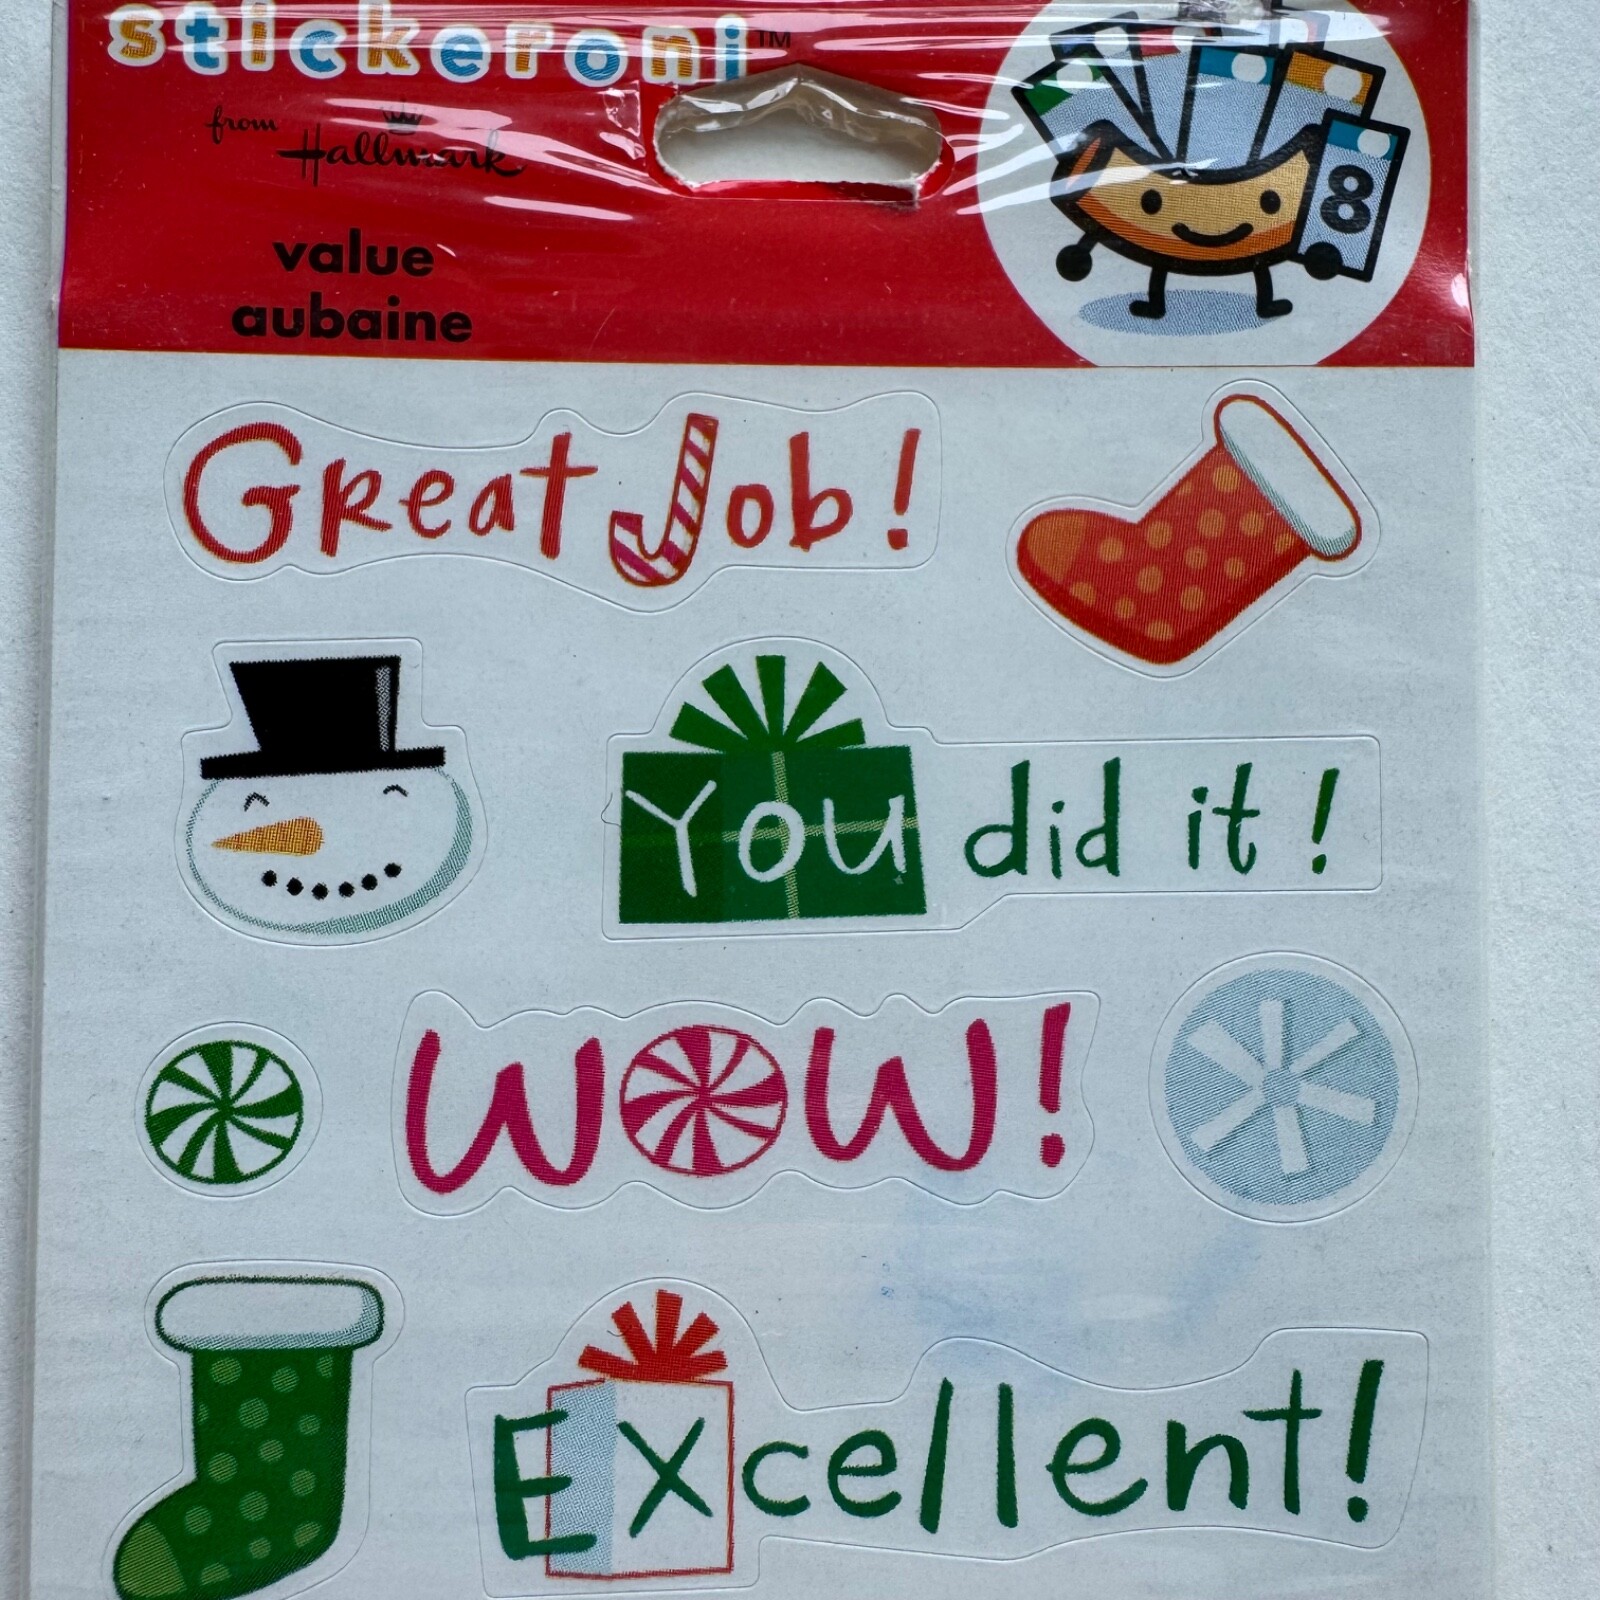 stickeroni™
from Hallmark
value
aubaine
8
Great Job!
You did it!
WOW!
Excellent!